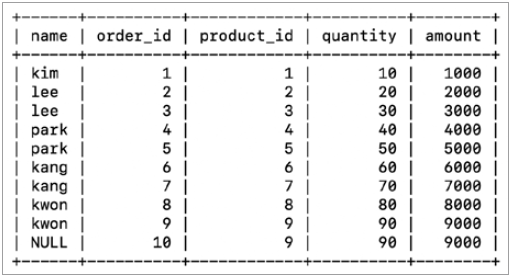 | name | order_id | product_id | quantity | amount |
| kim | 1 | 1 | 10 | 1000 |
| lee | 2 | 2 | 20 | 2000 |
| lee | 3 | 3 | 30 | 3000 |
| park | 4 | 4 | 40 | 4000 |
| park | 5 | 5 | 50 | 5000 |
| kang | 6 | 6 | 60 | 6000 |
| kang | 7 | 7 | 70 | 7000 |
| kwon | 8 | 8 | 80 | 8000 |
| kwon | 9 | 9 | 90 | 9000 |
| NULL | 10 | 9 | 90 | 9000 |